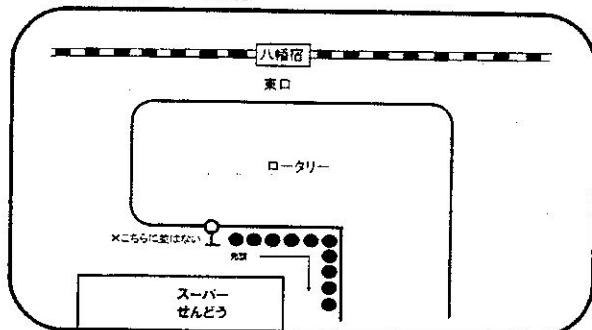 八幡宿
東口
ロータリー
×こちらに並ばない
先頭
スーパー
せんどう